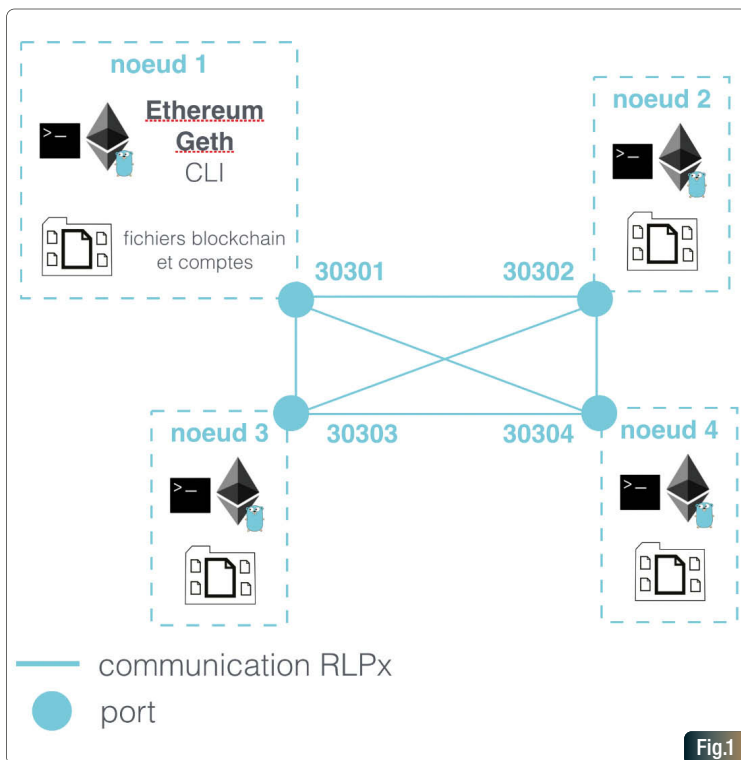 noeud 1
Ethereum
Geth
CLI
>_
fichiers blockchain
et comptes
noeud 2
>_
30301
30302
noeud 3
30303
30304
noeud 4
>_
>_
communication RLPx
port
Fig.1